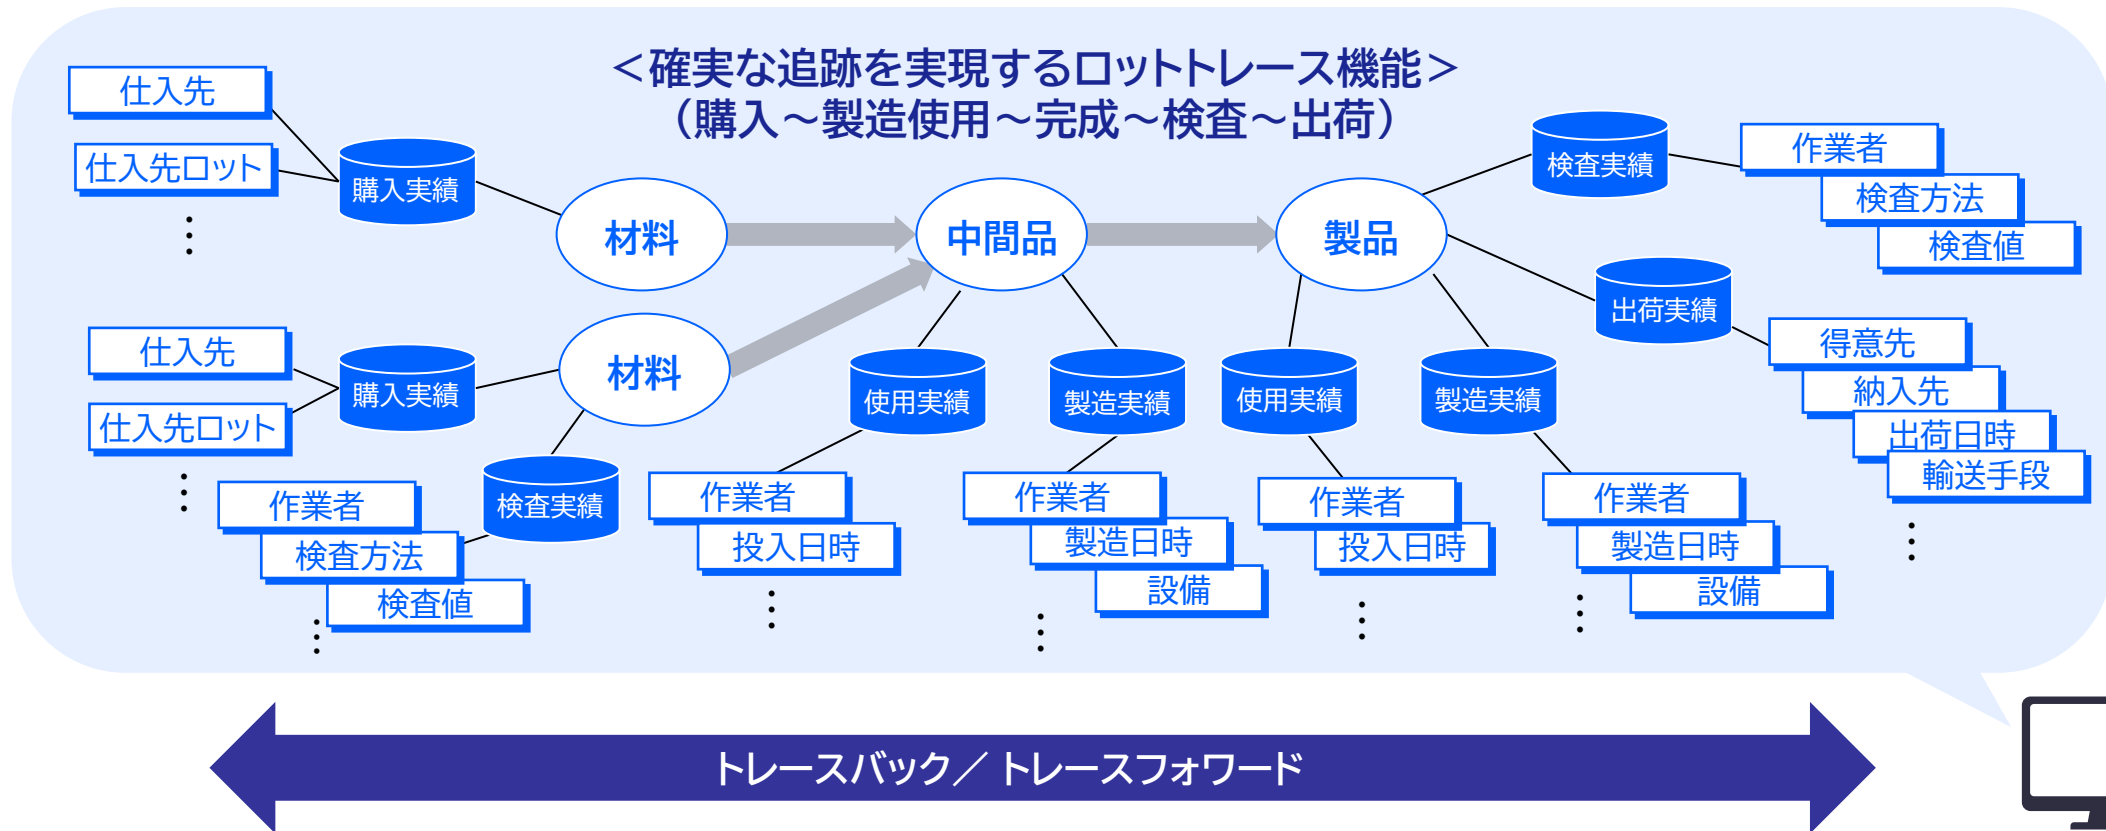 ＜確実な追跡を実現するロットトレース機能＞
（購入～製造使用～完成～検査～出荷）
仕入先
仕入先ロット
⋮
購入実績
材料
中間品
製品
検査実績
作業者
検査方法
検査値
出荷実績
得意先
納入先
出荷日時
輸送手段
⋮
仕入先
仕入先ロット
⋮
購入実績
材料
検査実績
作業者
検査方法
検査値
⋮
使用実績
作業者
投入日時
⋮
製造実績
作業者
製造日時
設備
⋮
使用実績
作業者
投入日時
⋮
製造実績
作業者
製造日時
設備
⋮
トレースバック／トレースフォワード